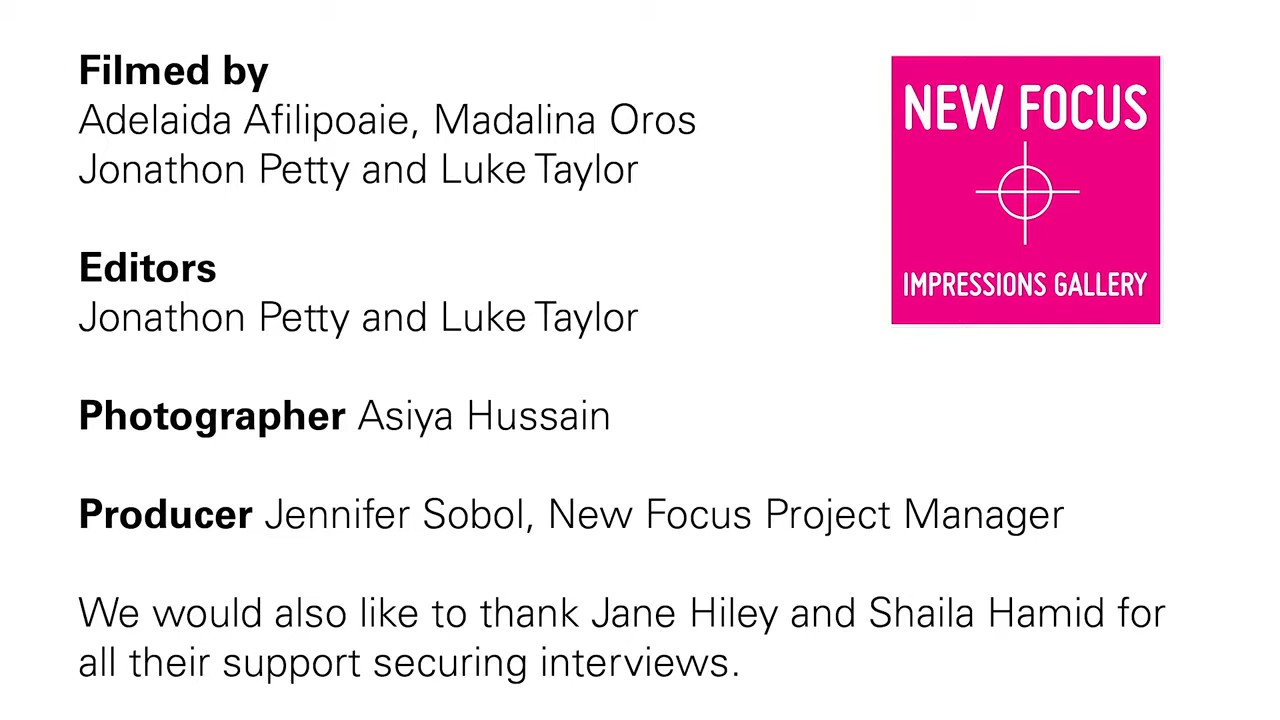 Filmed by
Adelaida Afilipoaie, Madalina Oros
Jonathon Petty and Luke Taylor
Editors
Jonathon Petty and Luke Taylor
Photographer Asiya Hussain
Producer Jennifer Sobol, New Focus Project Manager
We would also like to thank Jane Hiley and Shaila Hamid for
all their support securing interviews.
NEW FOCUS
IMPRESSIONS GALLERY